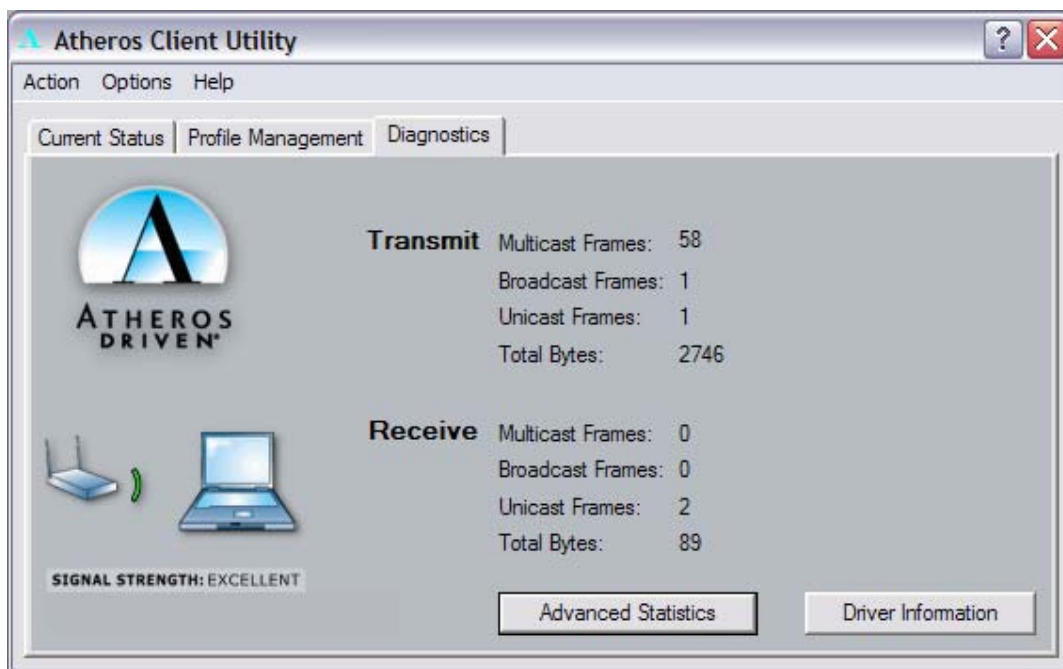 Atheros Client Utility
Action Options Help
Current Status Profile Management Diagnostics
ATHEROS
DRIVEN®
Transmit Multicast Frames: 58
Broadcast Frames: 1
Unicast Frames: 1
Total Bytes: 2746
Receive Multicast Frames: 0
Broadcast Frames: 0
Unicast Frames: 2
Total Bytes: 89
SIGNAL STRENGTH: EXCELLENT
Advanced Statistics Driver Information